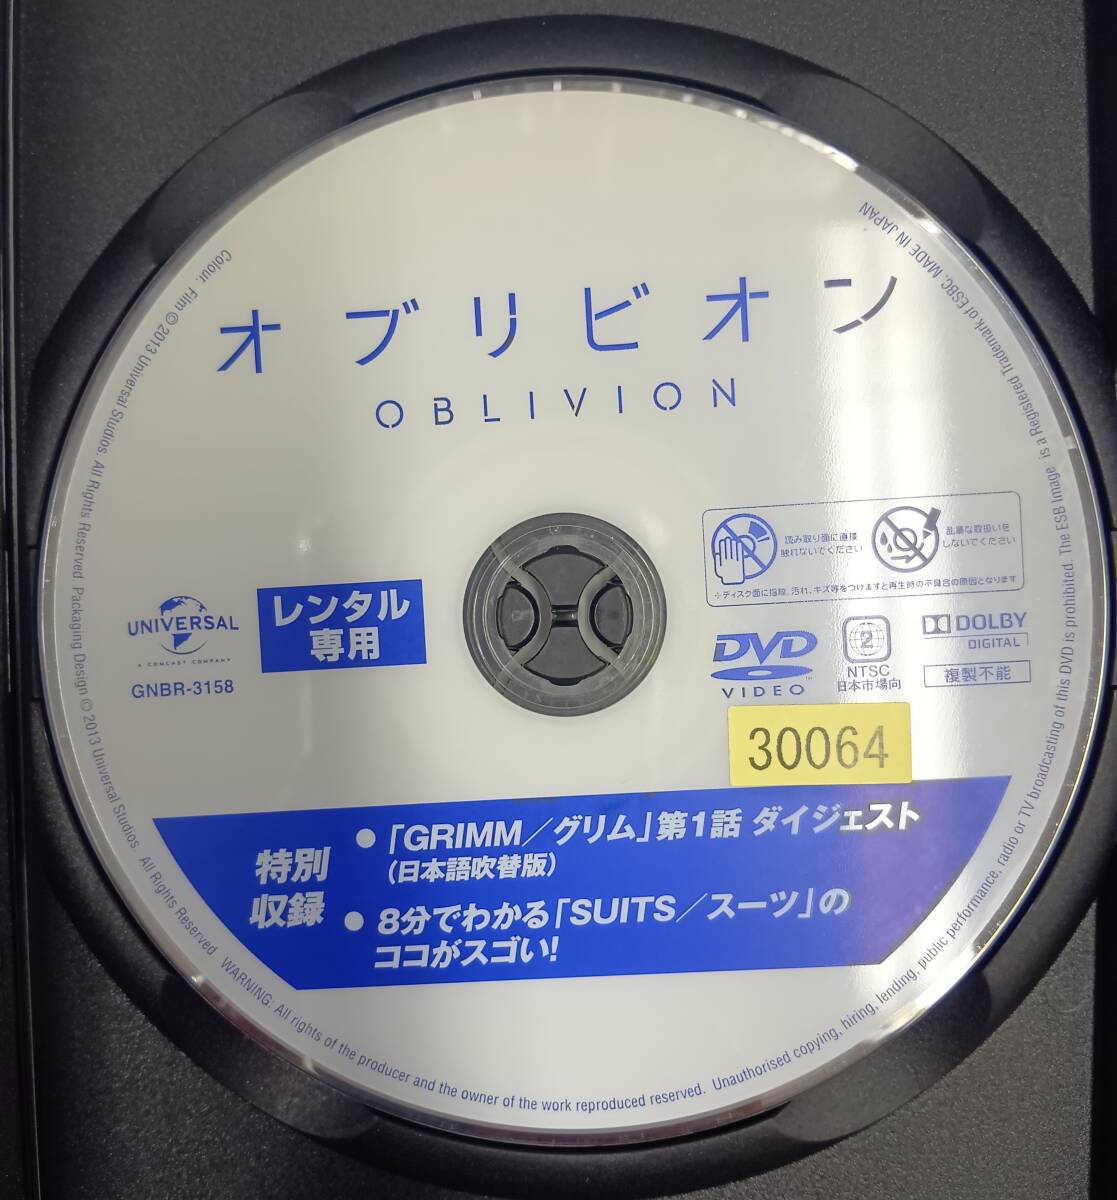 オブリビオン
OBLIVION
UNIVERSAL
A COMCAST COMPANY
GNBR-3158
レンタル
専用
読み取り面に直接
触れないでください
乱暴な取扱いを
しないでください
※ディスク面に指紋、汚れ、キズ等をつけますと再生時の不具合の原因となります
DVD
VIDEO
2
NTSC
日本市場向
DOLBY
DIGITAL
複製不能
30064
特別
収録
●「GRIMM／グリム」第1話 ダイジェスト
（日本語吹替版）
● 8分でわかる「SUITS／スーツ」の
ココがスゴい!
Colour. Film © 2013 Universal Studios. All Rights Reserved. Packaging Design © 2013 Universal Studios. All Rights Reserved. WARNING: All rights of the producer and the owner of the work reproduced reserved. Unauthorised copying, hiring, lending, public performance, radio or TV broadcasting of this DVD is prohibited. The ESB Image is a Registered Trademark of ESBC. MADE IN JAPAN